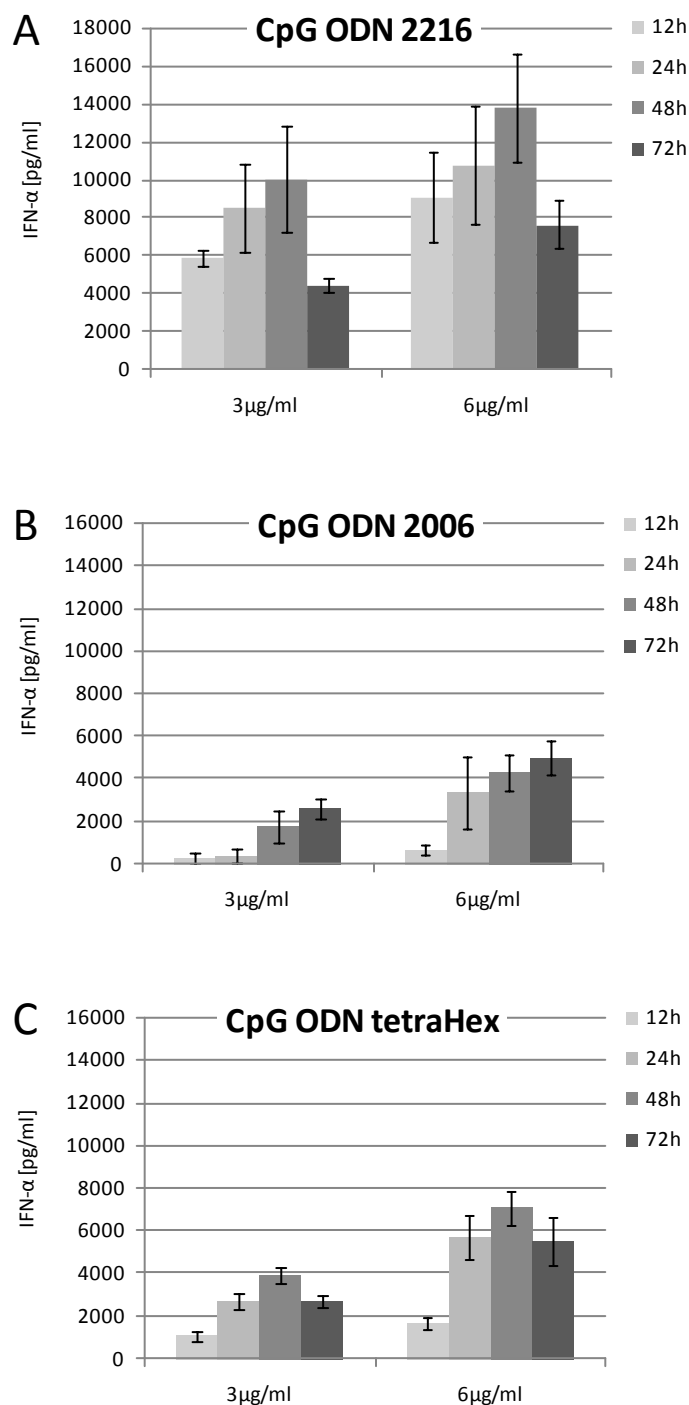 A
CpG ODN 2216
IFN-α [pg/ml]
18000
16000
14000
12000
10000
8000
6000
4000
2000
0
3µg/ml
6µg/ml
12h
24h
48h
72h
B
CpG ODN 2006
IFN-α [pg/ml]
16000
14000
12000
10000
8000
6000
4000
2000
0
3µg/ml
6µg/ml
12h
24h
48h
72h
C
CpG ODN tetraHex
IFN-α [pg/ml]
16000
14000
12000
10000
8000
6000
4000
2000
0
3µg/ml
6µg/ml
12h
24h
48h
72h